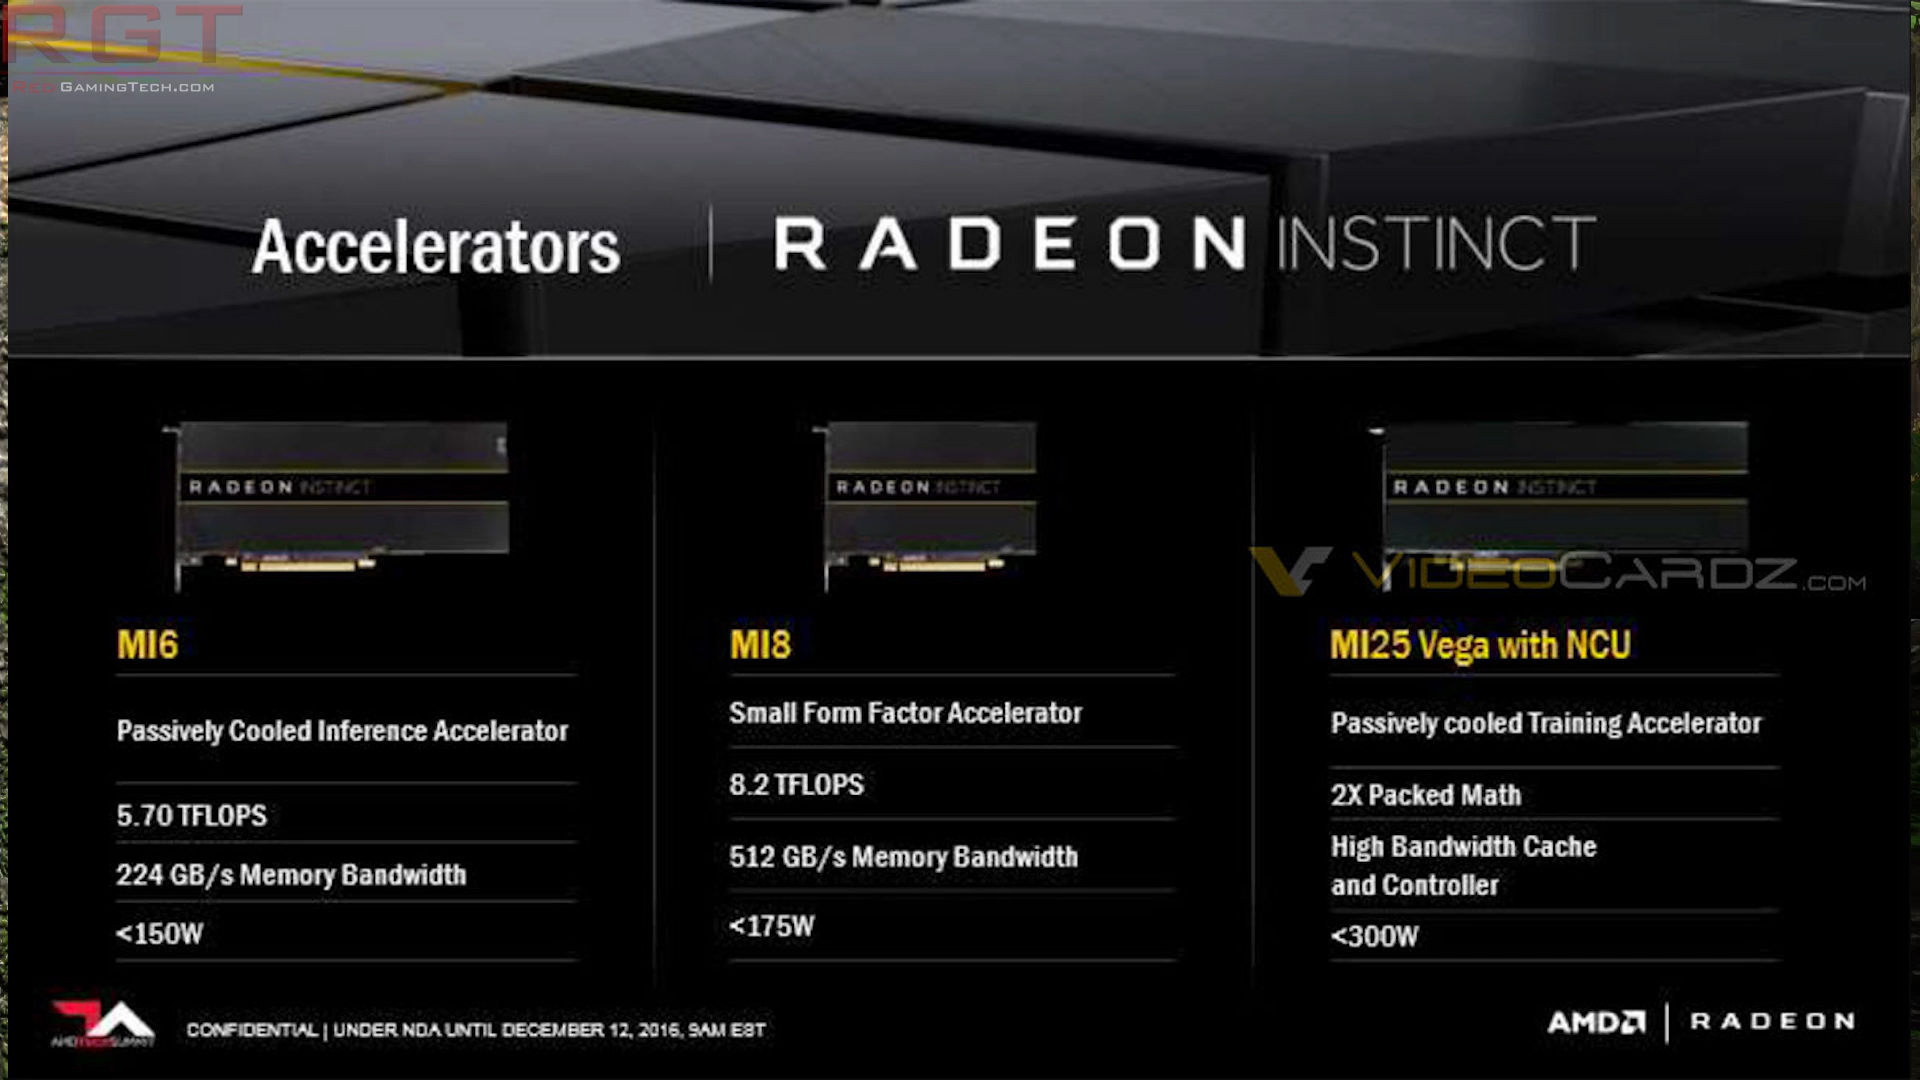 RGT
REDGAMINGTECH.COM
Accelerators | RADEON INSTINCT
RADEON INSTINCT
RADEON INSTINCT
RADEON INSTINCT
VIDEOCARDZ.COM
MI6
Passively Cooled Inference Accelerator
5.70 TFLOPS
224 GB/s Memory Bandwidth
<150W
MI8
Small Form Factor Accelerator
8.2 TFLOPS
512 GB/s Memory Bandwidth
<175W
MI25 Vega with NCU
Passively cooled Training Accelerator
2X Packed Math
High Bandwidth Cache
and Controller
<300W
AMDTECHSUMMIT
CONFIDENTIAL | UNDER NDA UNTIL DECEMBER 12, 2016, 9AM EST
AMD | RADEON